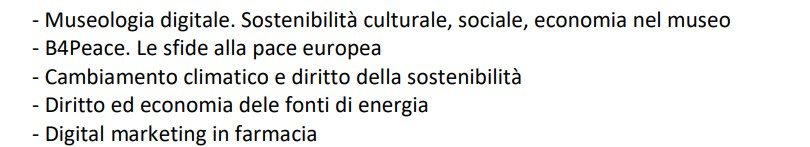 - Museologia digitale. Sostenibilità culturale, sociale, economia nel museo
- B4Peace. Le sfide alla pace europea
- Cambiamento climatico e diritto della sostenibilità
- Diritto ed economia dele fonti di energia
- Digital marketing in farmacia